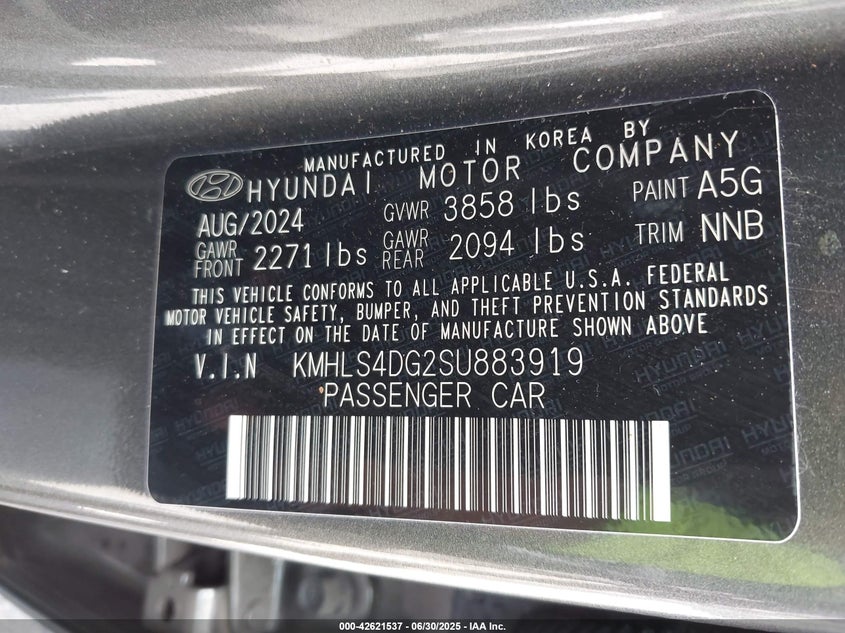 MANUFACTURED IN KOREA BY
HYUNDAI MOTOR COMPANY
AUG/2024 GVWR 3858 lbs PAINT A5G
GAWR FRONT 2271 lbs GAWR REAR 2094 lbs TRIM NNB
THIS VEHICLE CONFORMS TO ALL APPLICABLE U.S.A. FEDERAL
MOTOR VEHICLE SAFETY, BUMPER, AND THEFT PREVENTION STANDARDS
IN EFFECT ON THE DATE OF MANUFACTURE SHOWN ABOVE
V.I.N KMHLS4DG2SU883919
PASSENGER CAR
000-42621537 - 06/30/2025 - IAA Inc.